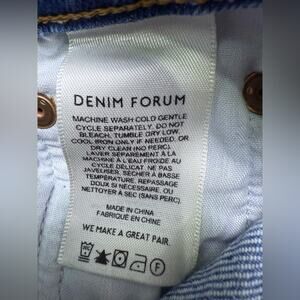 DENIM FORUM
MACHINE WASH COLD GENTLE
CYCLE SEPARATELY. DO NOT
BLEACH. TUMBLE DRY LOW.
COOL IRON ONLY IF NEEDED, OR
DRY CLEAN (NO PERC).
LAVER SÉPARÉMENT À LA
MACHINE À L'EAU FROIDE AU
CYCLE DÉLICAT. NE PAS
JAVELISER. SÉCHER À BASSE
TEMPÉRATURE. REPASSAGE
DOUX SI NÉCESSAIRE, OU
NETTOYER À SEC (SANS PERC).
MADE IN CHINA
FABRIQUÉ EN CHINE
WE MAKE A GREAT PAIR.
F